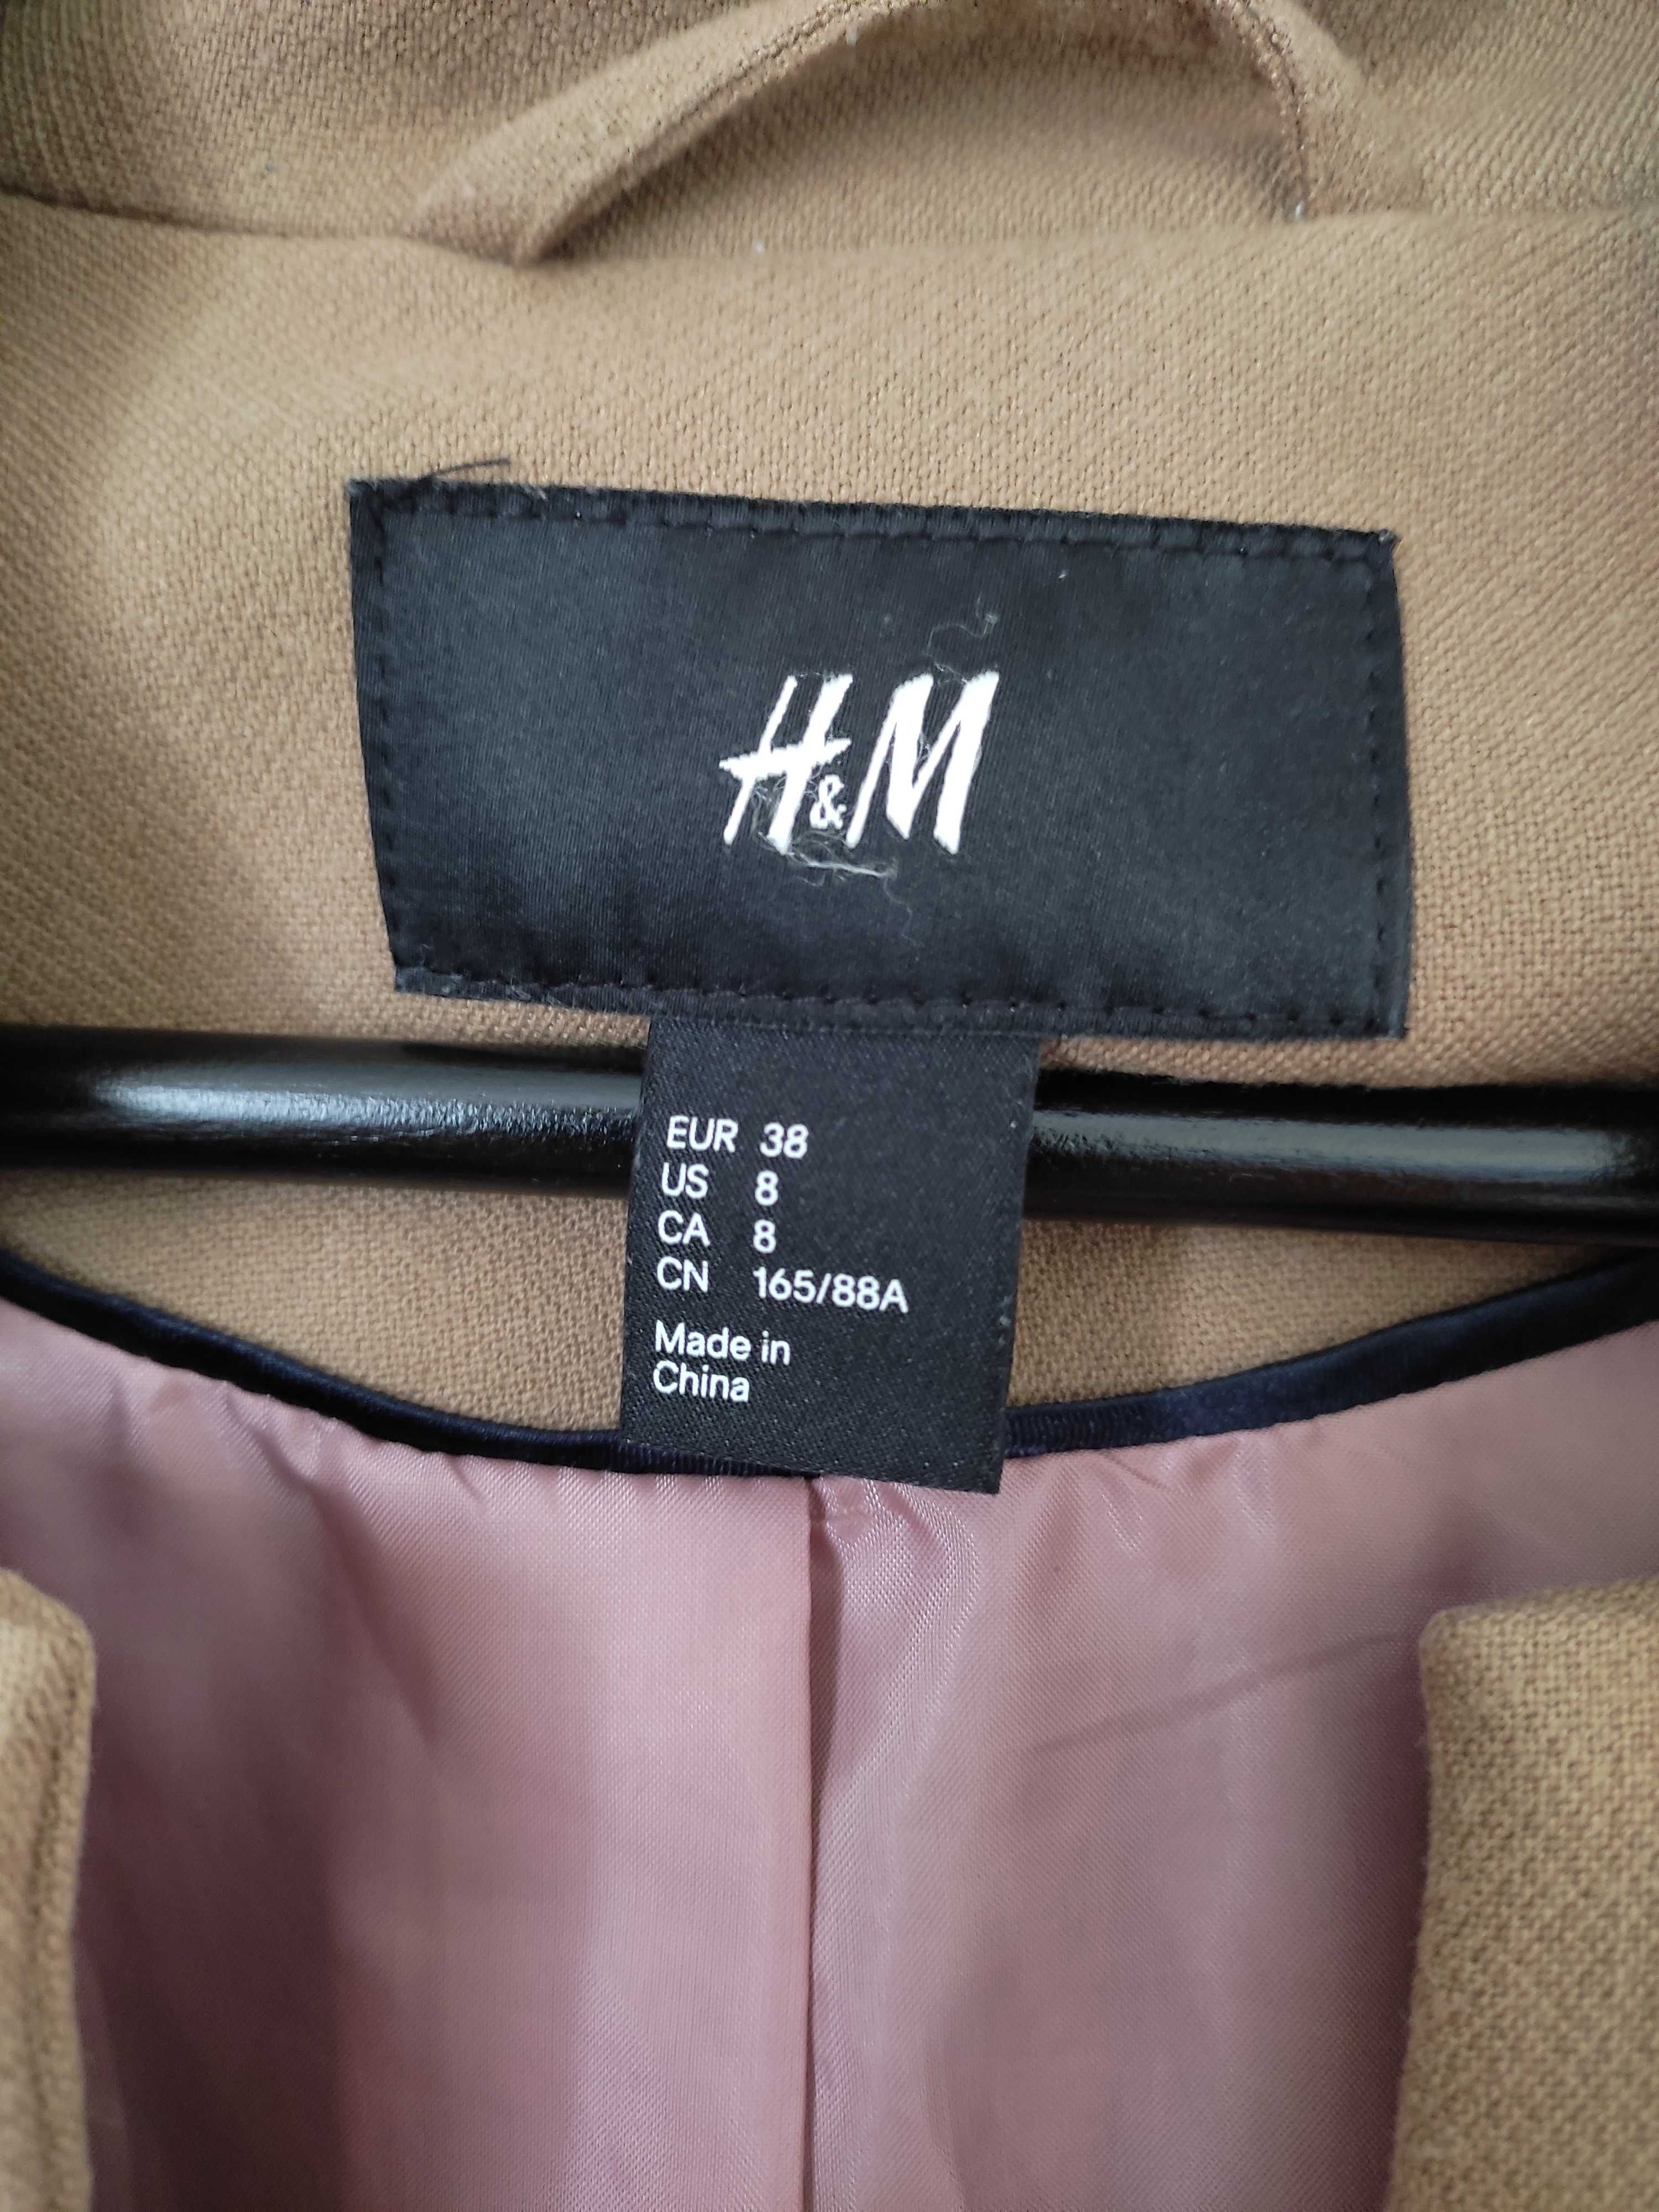 H&M
EUR 38
US 8
CA 8
CN 165/88A
Made in
China